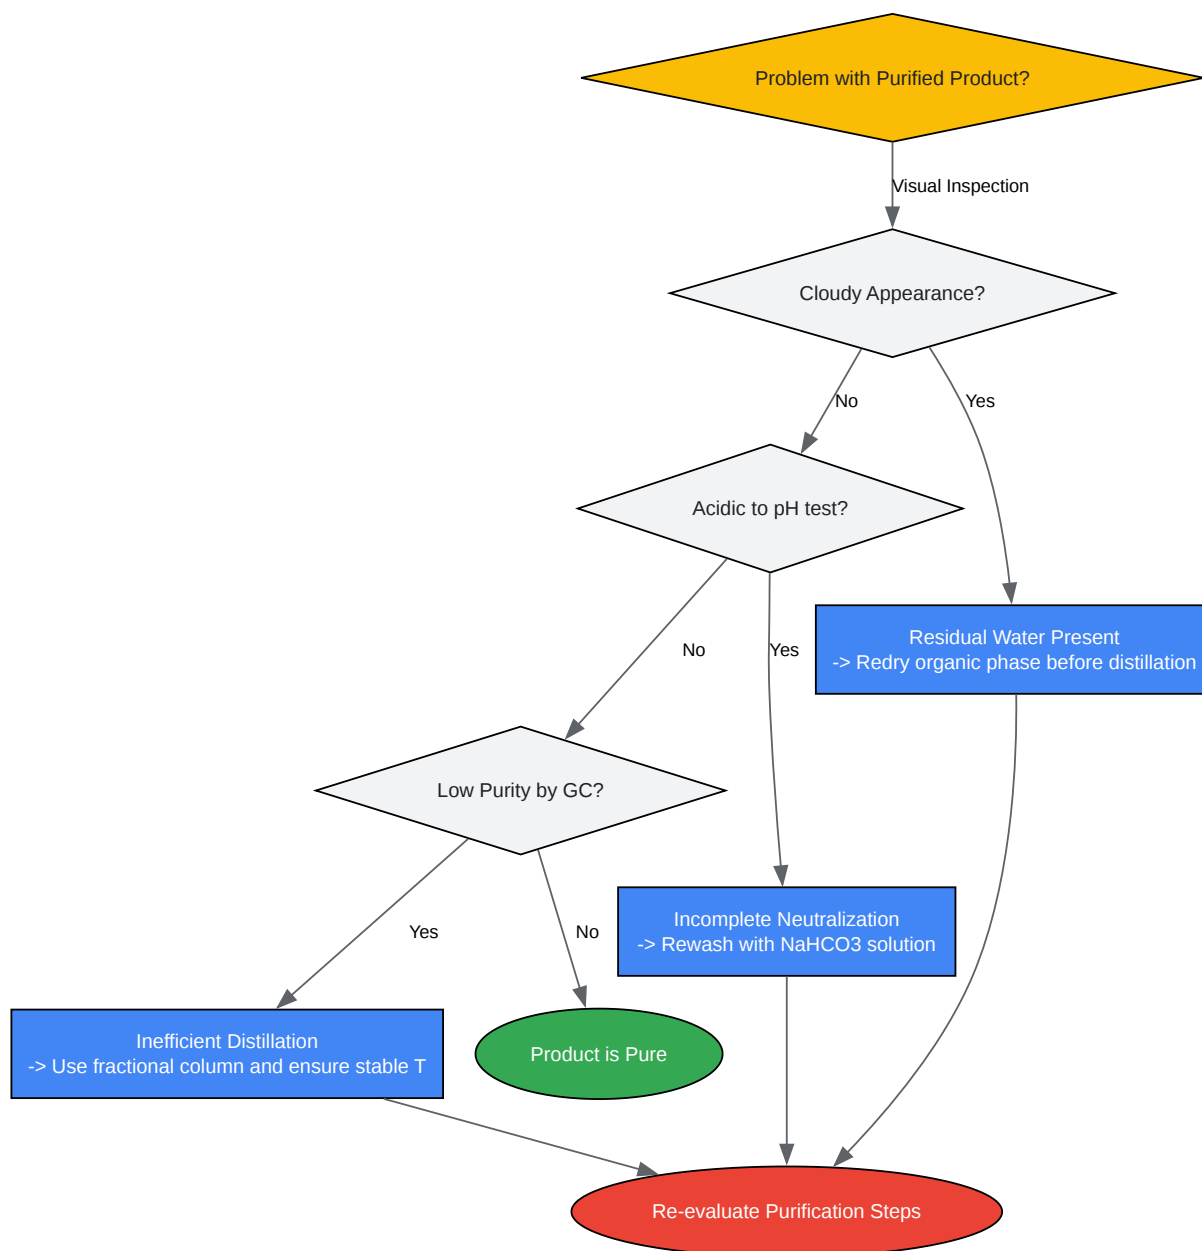 Problem with Purified Product?
Visual Inspection
Cloudy Appearance?
No
Yes
Acidic to pH test?
No
Yes
Residual Water Present
-> Redry organic phase before distillation
Low Purity by GC?
Yes
No
Incomplete Neutralization
-> Rewash with NaHCO3 solution
Inefficient Distillation
-> Use fractional column and ensure stable T
Product is Pure
Re-evaluate Purification Steps